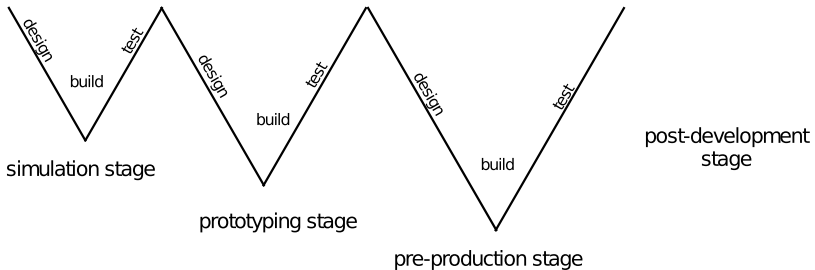 design
build
test
simulation stage
design
build
test
prototyping stage
design
build
test
pre-production stage
post-development
stage